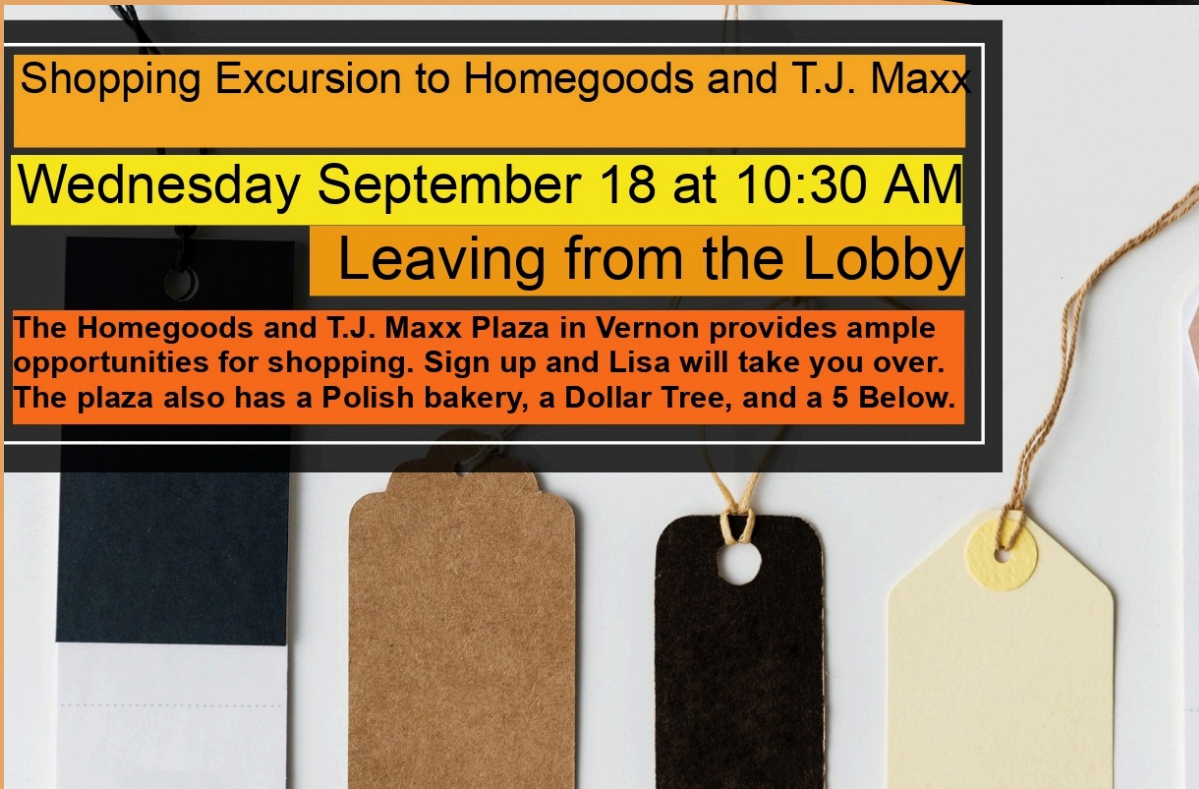 Shopping Excursion to Homegoods and T.J. Maxx
Wednesday September 18 at 10:30 AM
Leaving from the Lobby
The Homegoods and T.J. Maxx Plaza in Vernon provides ample
opportunities for shopping. Sign up and Lisa will take you over.
The plaza also has a Polish bakery, a Dollar Tree, and a 5 Below.